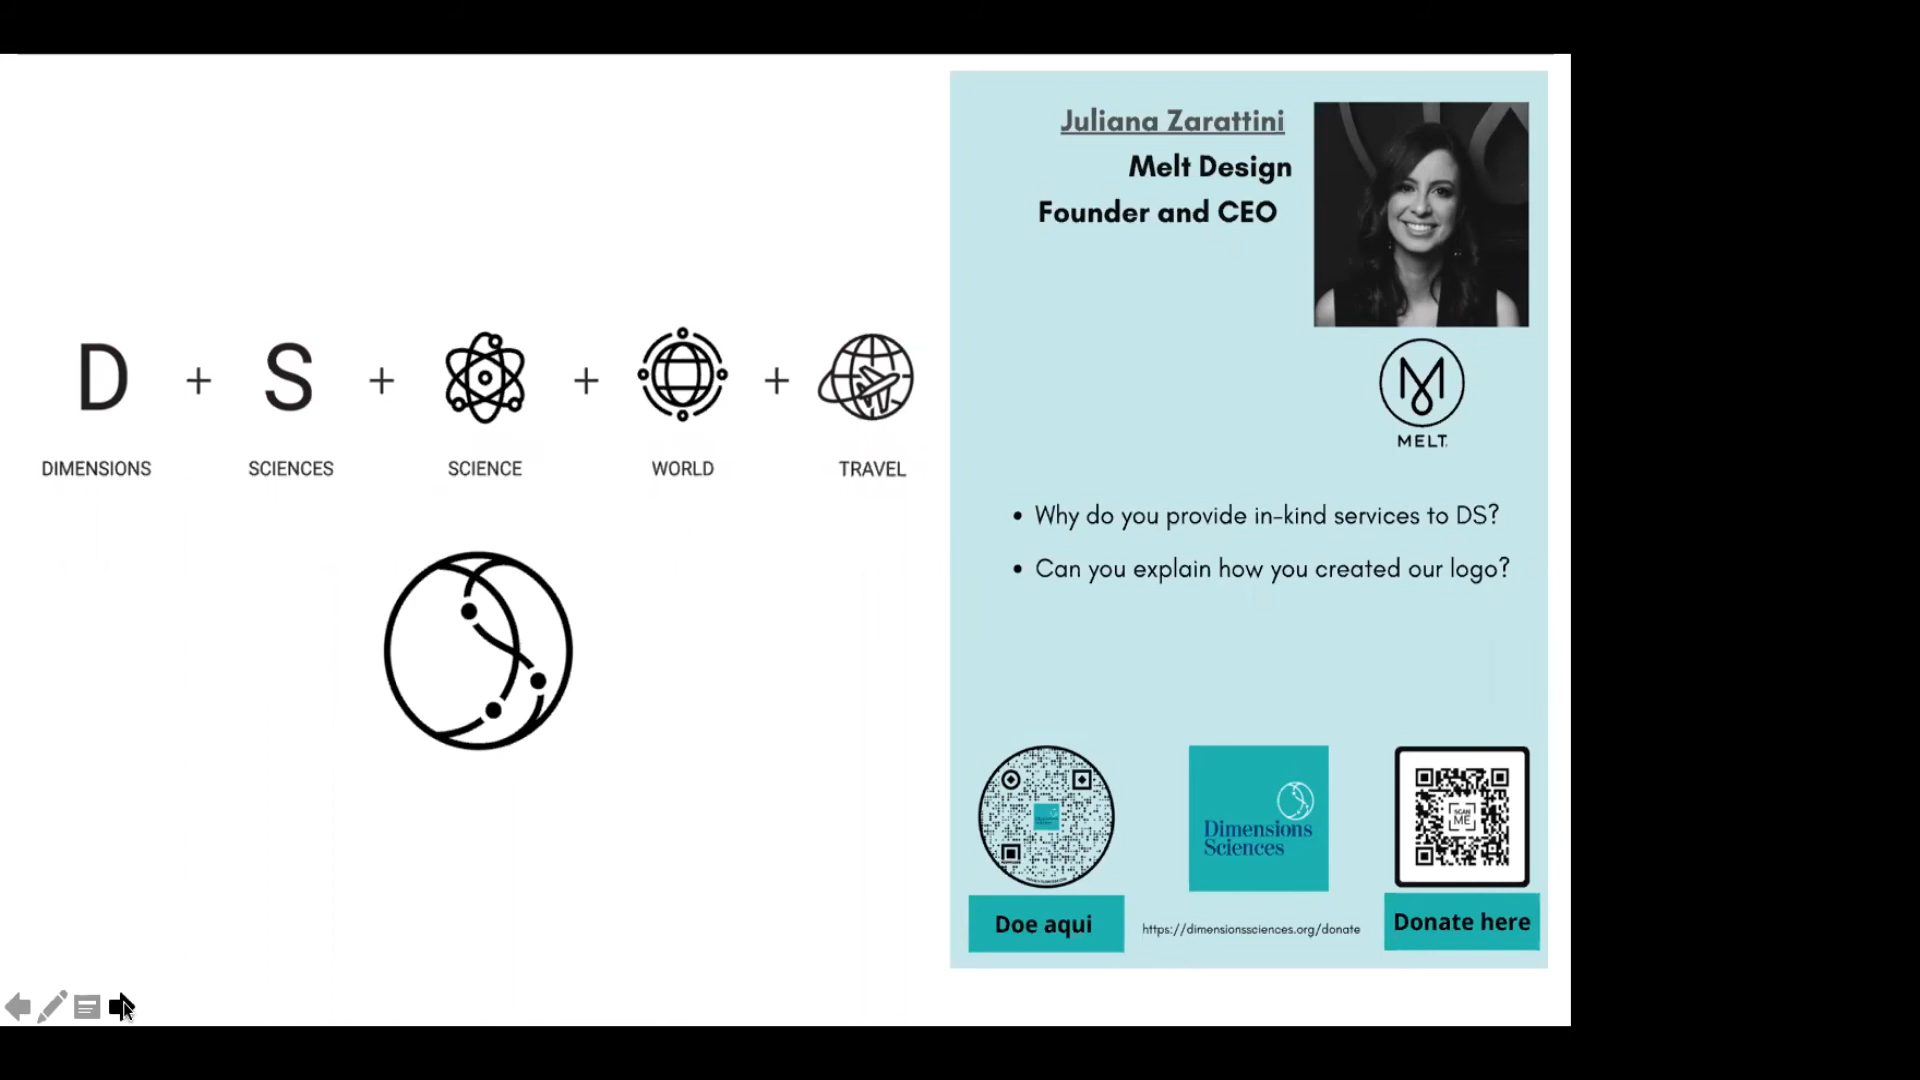 D + S + + +
DIMENSIONS SCIENCES SCIENCE WORLD TRAVEL
Juliana Zarattini
Melt Design
Founder and CEO
MELT
• Why do you provide in-kind services to DS?
• Can you explain how you created our logo?
Dimensions
Sciences
SCAN
ME
Doe aqui
https://dimensionssciences.org/donate
Donate here